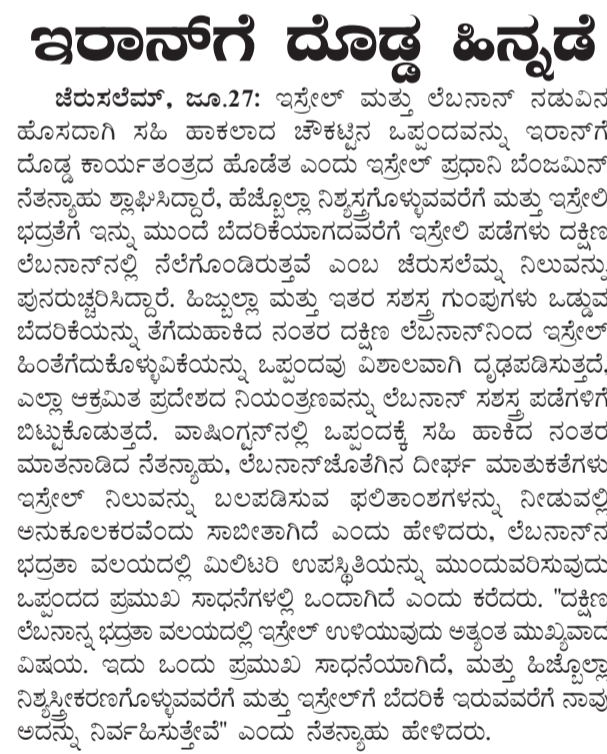 ಇರಾನ್‌ಗೆ ದೊಡ್ಡ ಹಿನ್ನಡೆ
ಜೆರುಸಲೆಮ್, ಜೂ.27: ಇಸ್ರೇಲ್ ಮತ್ತು ಲೆಬನಾನ್ ನಡುವಿನ
ಹೊಸದಾಗಿ ಸಹಿ ಹಾಕಲಾದ ಚೌಕಟ್ಟಿನ ಒಪ್ಪಂದವನ್ನು ಇರಾನ್‌ಗೆ
ದೊಡ್ಡ ಕಾರ್ಯತಂತ್ರದ ಹೊಡೆತ ಎಂದು ಇಸ್ರೇಲ್ ಪ್ರಧಾನಿ ಬೆಂಜಮಿನ್
ನೆತನ್ಯಾಹು ಶ್ಲಾಘಿಸಿದ್ದಾರೆ, ಹೆಜ್ಬೊಲ್ಲಾ ನಿಶ್ಯಸ್ತ್ರಗೊಳ್ಳುವವರೆಗೆ ಮತ್ತು ಇಸ್ರೇಲಿ
ಭದ್ರತೆಗೆ ಇನ್ನು ಮುಂದೆ ಬೆದರಿಕೆಯಾಗದವರೆಗೆ ಇಸ್ರೇಲಿ ಪಡೆಗಳು ದಕ್ಷಿಣ
ಲೆಬನಾನ್‌ನಲ್ಲಿ ನೆಲೆಗೊಂಡಿರುತ್ತವೆ ಎಂಬ ಜೆರುಸಲೆಮ್ನ ನಿಲುವನ್ನು
ಪುನರುಚ್ಚರಿಸಿದ್ದಾರೆ. ಹಿಜ್ಬುಲ್ಲಾ ಮತ್ತು ಇತರ ಸಶಸ್ತ್ರ ಗುಂಪುಗಳು ಒಡ್ಡುವ
ಬೆದರಿಕೆಯನ್ನು ತೆಗೆದುಹಾಕಿದ ನಂತರ ದಕ್ಷಿಣ ಲೆಬನಾನ್‌ನಿಂದ ಇಸ್ರೇಲ್
ಹಿಂತೆಗೆದುಕೊಳ್ಳುವಿಕೆಯನ್ನು ಒಪ್ಪಂದವು ವಿಶಾಲವಾಗಿ ದೃಢಪಡಿಸುತ್ತದೆ,
ಎಲ್ಲಾ ಆಕ್ರಮಿತ ಪ್ರದೇಶದ ನಿಯಂತ್ರಣವನ್ನು ಲೆಬನಾನ್ ಸಶಸ್ತ್ರ ಪಡೆಗಳಿಗೆ
ಬಿಟ್ಟುಕೊಡುತ್ತದೆ. ವಾಷಿಂಗ್ಟನ್‌ನಲ್ಲಿ ಒಪ್ಪಂದಕ್ಕೆ ಸಹಿ ಹಾಕಿದ ನಂತರ
ಮಾತನಾಡಿದ ನೆತನ್ಯಾಹು, ಲೆಬನಾನ್‌ಜೊತೆಗಿನ ದೀರ್ಘ ಮಾತುಕತೆಗಳು
ಇಸ್ರೇಲ್ ನಿಲುವನ್ನು ಬಲಪಡಿಸುವ ಫಲಿತಾಂಶಗಳನ್ನು ನೀಡುವಲ್ಲಿ
ಅನುಕೂಲಕರವೆಂದು ಸಾಬೀತಾಗಿದೆ ಎಂದು ಹೇಳಿದರು, ಲೆಬನಾನ್‌ನ
ಭದ್ರತಾ ವಲಯದಲ್ಲಿ ಮಿಲಿಟರಿ ಉಪಸ್ಥಿತಿಯನ್ನು ಮುಂದುವರಿಸುವುದು
ಒಪ್ಪಂದದ ಪ್ರಮುಖ ಸಾಧನೆಗಳಲ್ಲಿ ಒಂದಾಗಿದೆ ಎಂದು ಕರೆದರು. "ದಕ್ಷಿಣ
ಲೆಬನಾನ್ನ ಭದ್ರತಾ ವಲಯದಲ್ಲಿ ಇಸ್ರೇಲ್ ಉಳಿಯುವುದು ಅತ್ಯಂತ ಮುಖ್ಯವಾದ
ವಿಷಯ. ಇದು ಒಂದು ಪ್ರಮುಖ ಸಾಧನೆಯಾಗಿದೆ, ಮತ್ತು ಹಿಜ್ಬೊಲ್ಲಾ
ನಿಶ್ಯಸ್ತ್ರೀಕರಣಗೊಳ್ಳುವವರೆಗೆ ಮತ್ತು ಇಸ್ರೇಲ್‌ಗೆ ಬೆದರಿಕೆ ಇರುವವರೆಗೆ ನಾವು
ಅದನ್ನು ನಿರ್ವಹಿಸುತ್ತೇವೆ" ಎಂದು ನೆತನ್ಯಾಹು ಹೇಳಿದರು.